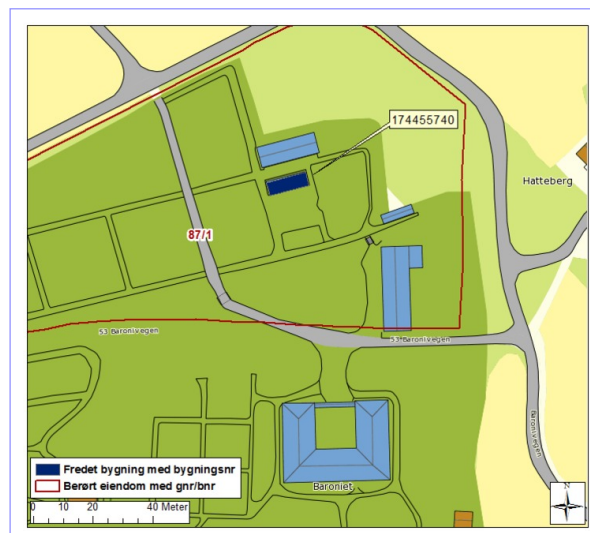 174455740
Hatteberg
87/1
53 Baronivegen
53 Baronivegen
Baronivegen
Baroniet
Fredet bygning med bygningsnr
Berørt eiendom med gnr/bnr
0 10 20 40 Meter
N